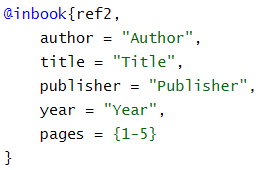 @inbook{ref2,
    author = "Author",
    title = "Title",
    publisher = "Publisher",
    year = "Year",
    pages = {1-5}
}